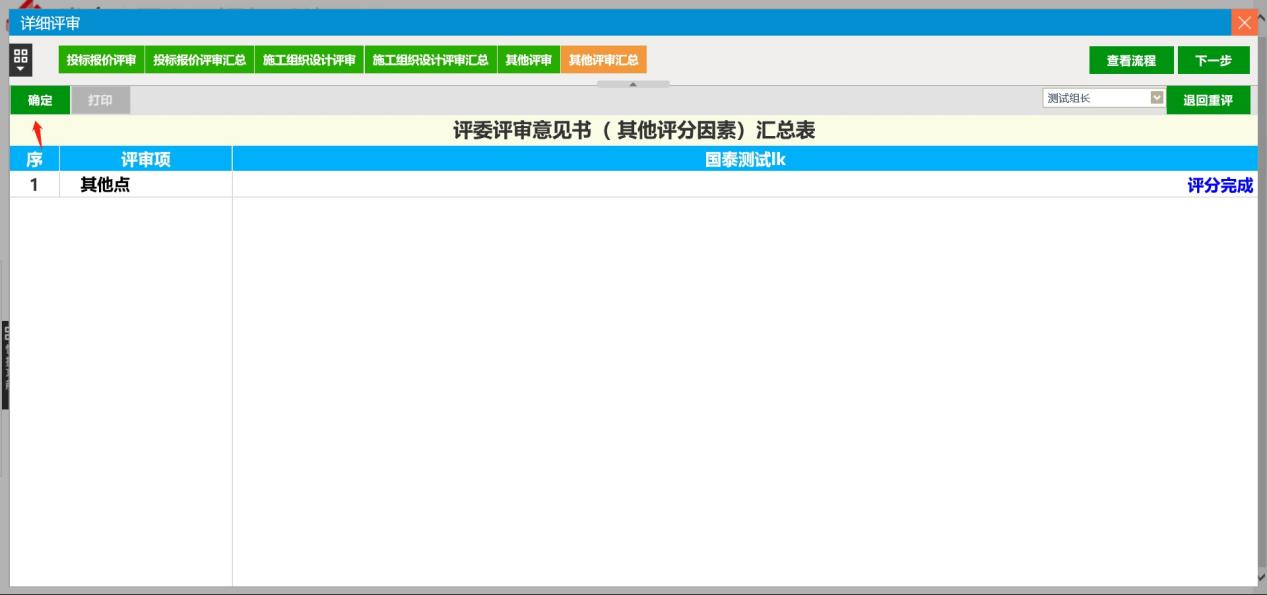 详细评审
投标报价评审 投标报价评审汇总 施工组织设计评审 施工组织设计评审汇总 其他评审 其他评审汇总 查看流程 下一步
确定 打印 测试组长 退回重评
评委评审意见书（ 其他评分因素）汇总表
序 评审项 国泰测试lk
1 其他点 评分完成